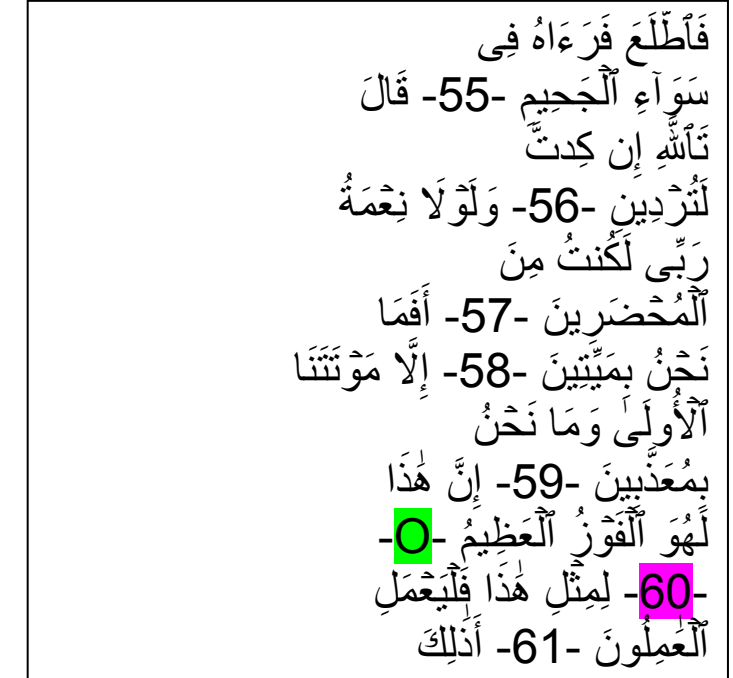 فَٱطَّلَعَ فَرَءَاهُ فِى
سَوَآءِ ٱلۡجَحِيمِ -55- قَالَ
تَٱللَّهِ إِن كِدتَّ
لَتُرۡدِينِ -56- وَلَوۡلَا نِعۡمَةُ
رَبِّى لَكُنتُ مِنَ
ٱلۡمُحۡضَرِينَ -57- أَفَمَا
نَحۡنُ بِمَيِّتِينَ -58- إِلَّا مَوۡتَتَنَا
ٱلۡأُولَىٰ وَمَا نَحۡنُ
بِمُعَذَّبِينَ -59- إِنَّ هَٰذَا
لَهُوَ ٱلۡفَوۡزُ ٱلۡعَظِيمُ -O-
-60- لِمِثۡلِ هَٰذَا فَلۡيَعۡمَلِ
ٱلۡعَٰمِلُونَ -61- أَذَٰلِكَ